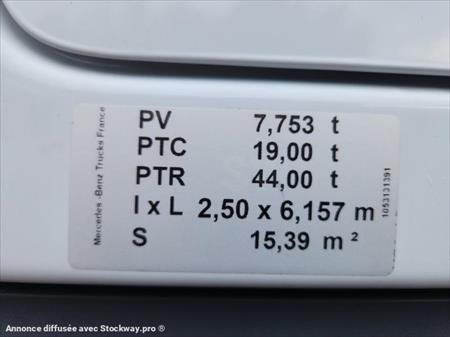 Mercedes -Benz Trucks France
PV 7,753 t
PTC 19,00 t
PTR 44,00 t
l x L 2,50 x 6,157 m
S 15,39 m ²
1053131391
Annonce diffusée avec Stockway.pro ®